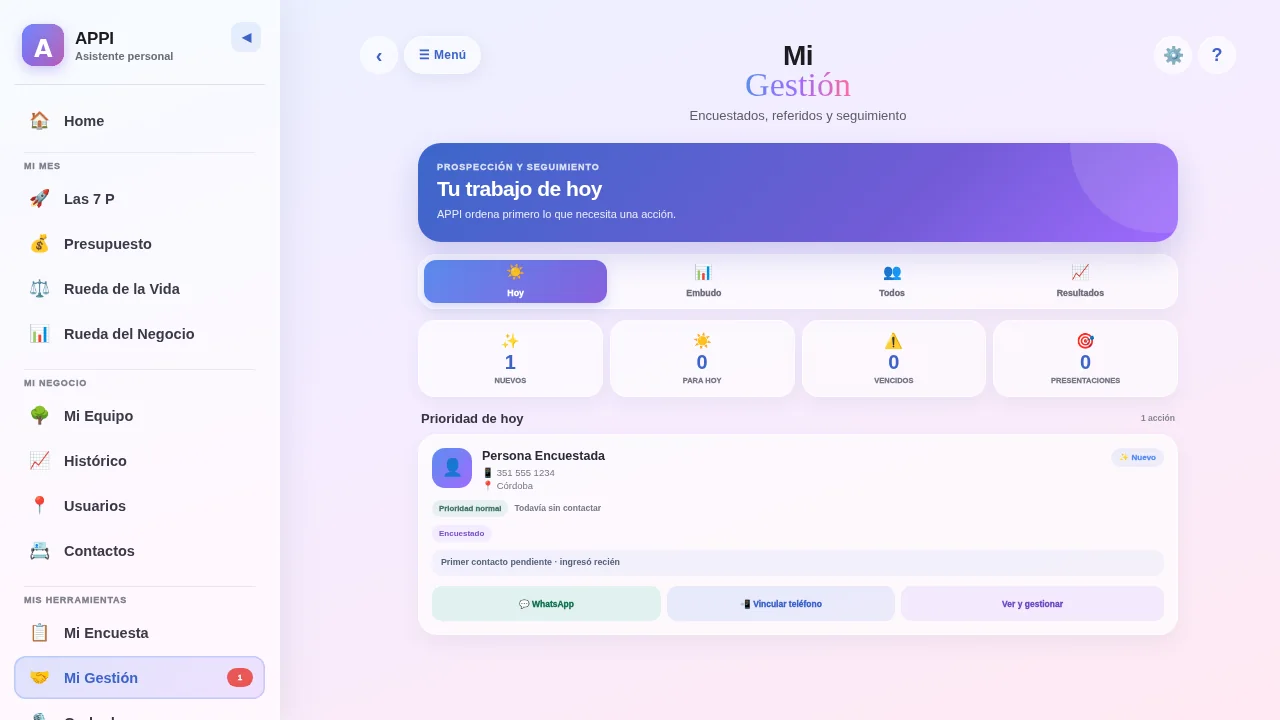 A
APPI
Asistente personal
◀
Home
MI MES
Las 7 P
Presupuesto
Rueda de la Vida
Rueda del Negocio
MI NEGOCIO
Mi Equipo
Histórico
Usuarios
Contactos
MIS HERRAMIENTAS
Mi Encuesta
Mi Gestión
1
‹
☰ Menú
Mi
Gestión
Encuestados, referidos y seguimiento
?
PROSPECCIÓN Y SEGUIMIENTO
Tu trabajo de hoy
APPI ordena primero lo que necesita una acción.
Hoy
Embudo
Todos
Resultados
1
NUEVOS
0
PARA HOY
0
VENCIDOS
0
PRESENTACIONES
Prioridad de hoy
1 acción
Persona Encuestada
351 555 1234
Córdoba
✨ Nuevo
Prioridad normal
Todavía sin contactar
Encuestado
Primer contacto pendiente · ingresó recién
WhatsApp
Vincular teléfono
Ver y gestionar